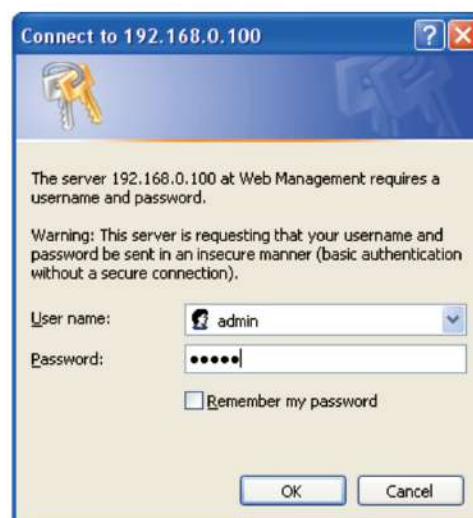 Connect to 192.168.0.100
The server 192.168.0.100 at Web Management requires a
username and password.
Warning: This server is requesting that your username and
password be sent in an insecure manner (basic authentication
without a secure connection).
User name: admin
Password: •••••
Remember my password
OK Cancel